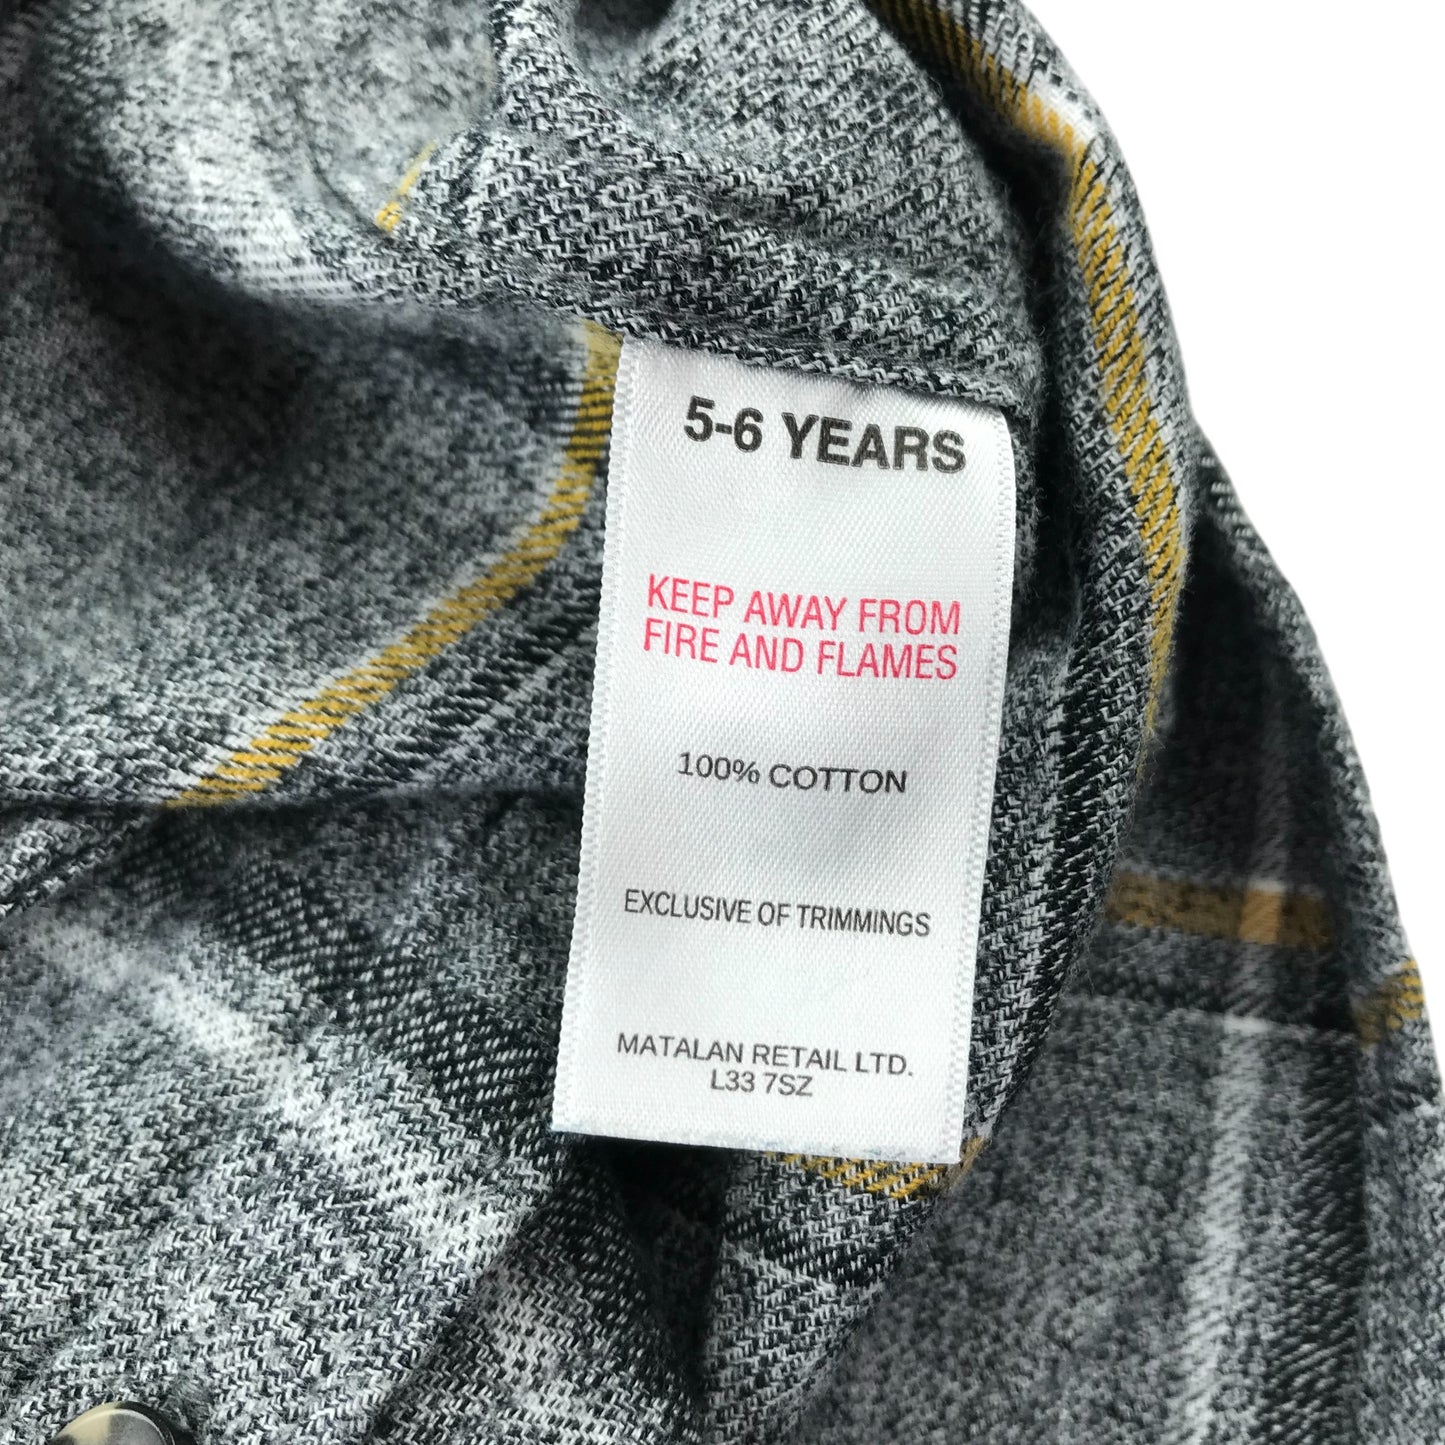 5-6 YEARS
KEEP AWAY FROM
FIRE AND FLAMES
100% COTTON
EXCLUSIVE OF TRIMMINGS
MATALAN RETAIL LTD.
L33 7SZ